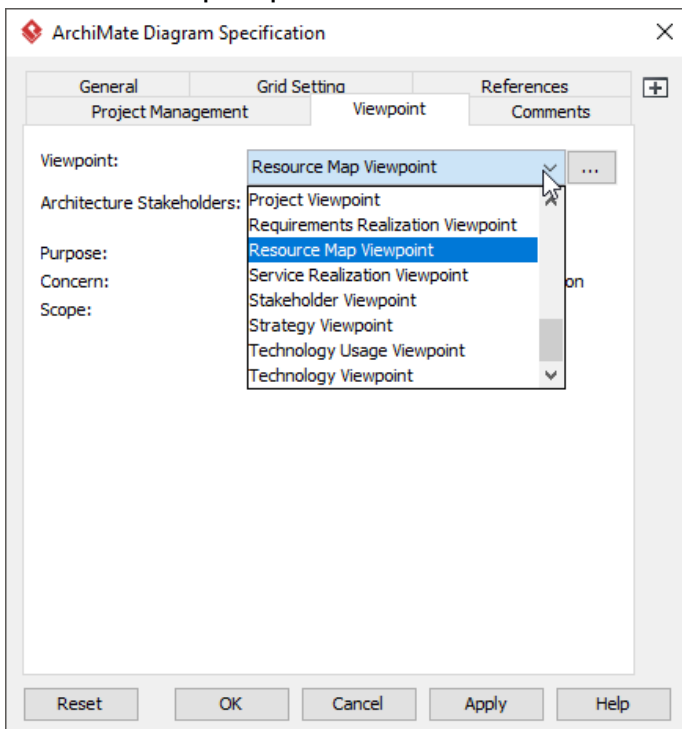 ArchiMate Diagram Specification
General Grid Setting References
Project Management Viewpoint Comments
Viewpoint: Resource Map Viewpoint ...
Architecture Stakeholders: Project Viewpoint
Requirements Realization Viewpoint
Purpose: Resource Map Viewpoint
Concern: Service Realization Viewpoint on
Scope: Stakeholder Viewpoint
Strategy Viewpoint
Technology Usage Viewpoint
Technology Viewpoint
Reset OK Cancel Apply Help